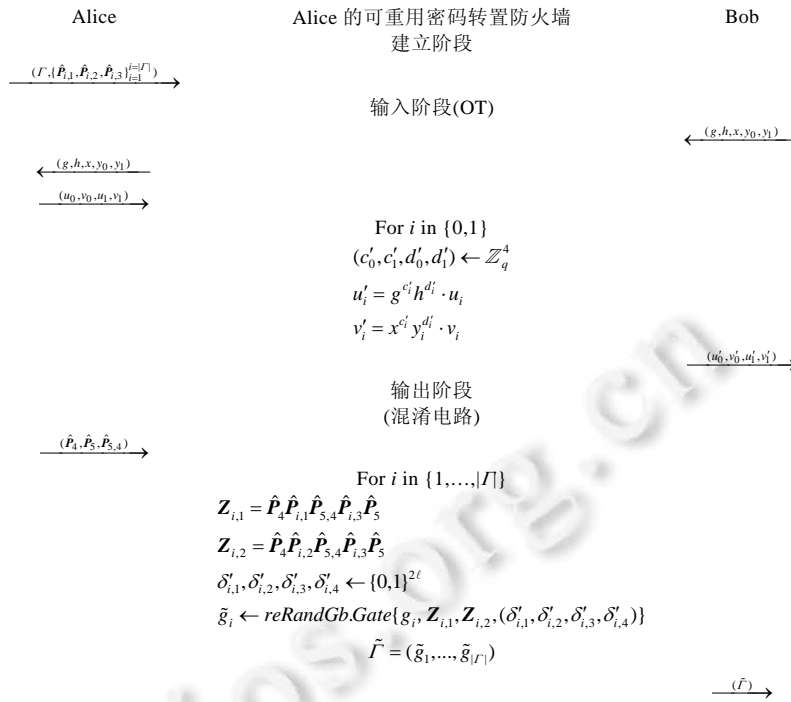 Alice Alice 的可重用密码转置防火墙 Bob
建立阶段
(Γ,{P̂_{i,1},P̂_{i,2},P̂_{i,3}}_{i=1}^{i=|Γ|})
输入阶段(OT)
(g,h,x,y_0,y_1)
(g,h,x,y_0,y_1)
(u_0,v_0,u_1,v_1)
For i in {0,1}
(c'_0,c'_1,d'_0,d'_1)←ℤ_q^4
u'_i=g^{c'_i}h^{d'_i}·u_i
v'_i=x^{c'_i}y_i^{d'_i}·v_i
(u'_0,v'_0,u'_1,v'_1)
输出阶段
(混淆电路)
(P̂_4,P̂_5,P̂_{5,4})
For i in {1,…,|Γ|}
Z_{i,1}=P̂_4P̂_{i,1}P̂_{5,4}P̂_{i,3}P̂_5
Z_{i,2}=P̂_4P̂_{i,2}P̂_{5,4}P̂_{i,3}P̂_5
δ'_{i,1},δ'_{i,2},δ'_{i,3},δ'_{i,4}←{0,1}^{2ℓ}
g̃_i←reRandGb.Gate{g_i,Z_{i,1},Z_{i,2},(δ'_{i,1},δ'_{i,2},δ'_{i,3},δ'_{i,4})}
Γ̃=(g̃_1,...,g̃_{|Γ|})
(Γ̃)